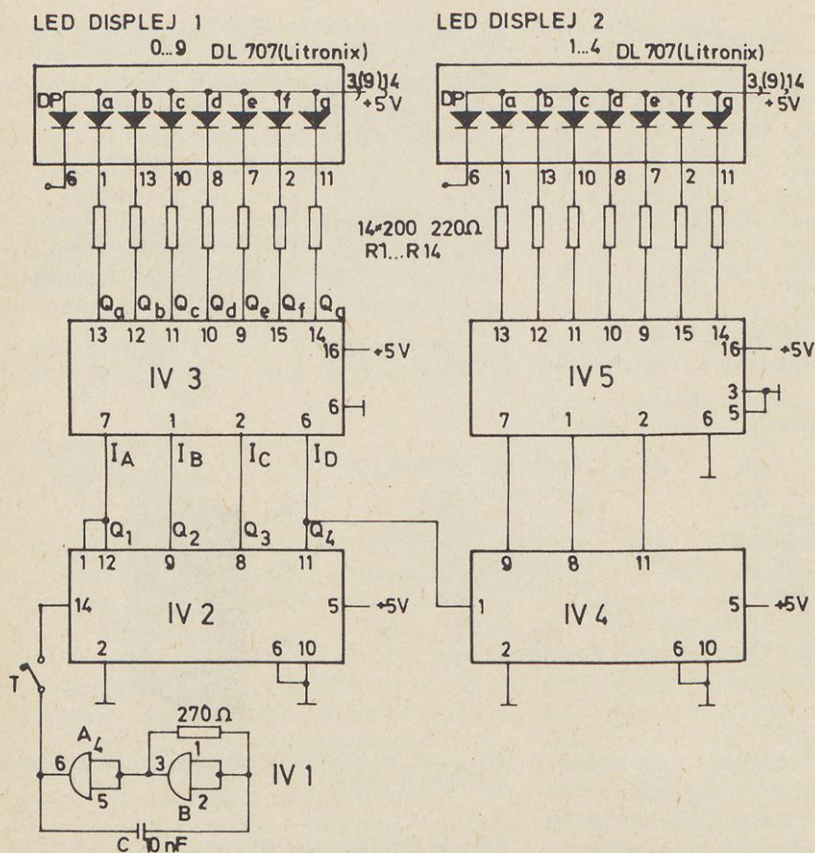 LED DISPLEJ 1
0...9 DL 707(Litronix)
LED DISPLEJ 2
1...4 DL 707(Litronix)
DP a b c d e f g
3,(9),14
+5V
DP a b c d e f g
3,(9),14
+5V
6 1 13 10 8 7 2 11
6 1 13 10 8 7 2 11
14*200 220Ω
R1...R14
Qa Qb Qc Qd Qe Qf Qg
13 12 11 10 9 15 14
16 +5V
IV 3
6
7 1 2 6
13 12 11 10 9 15 14
16 +5V
IV 5
3
5
7 1 2 6
IA IB IC ID
Q1 Q2 Q3 Q4
1 12 9 8 11
14
IV 2
5 +5V
2 6 10
9 8 11
1
IV 4
5 +5V
2 6 10
T
270Ω
A 4
6
5
3
1
2
B
IV 1
C 10nF